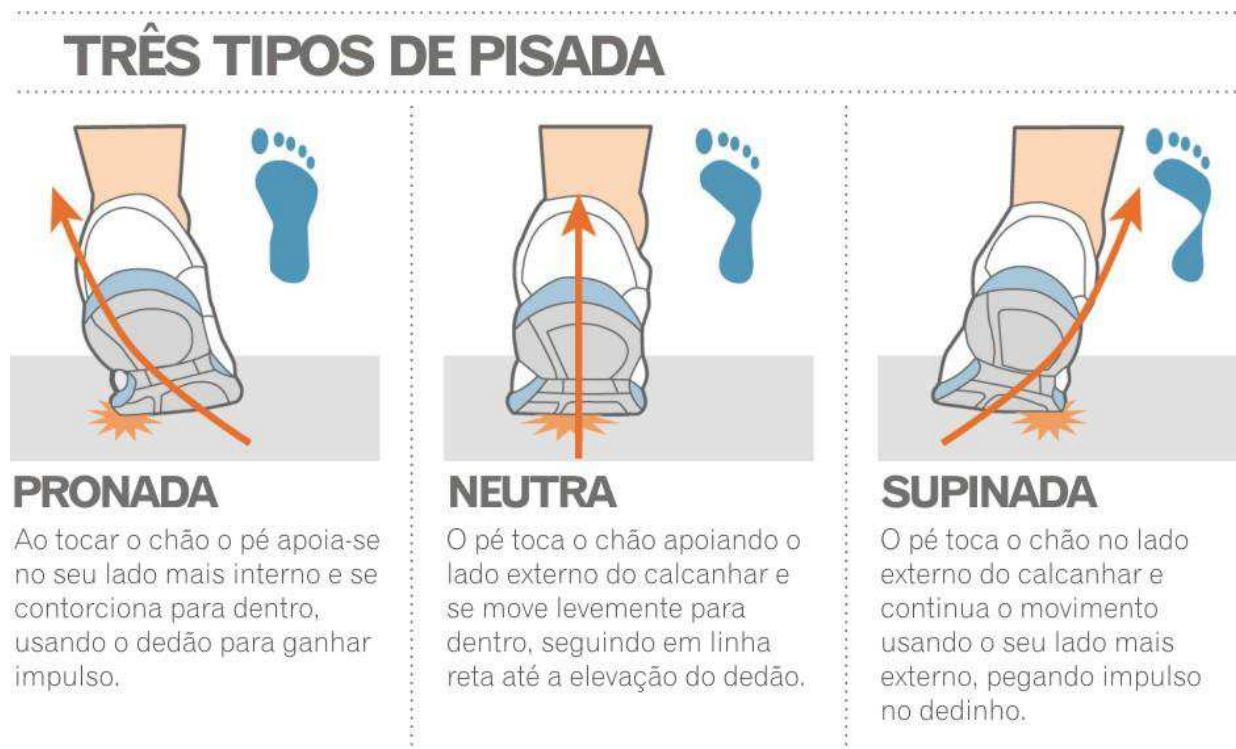 TRÊS TIPOS DE PISADA
PRONADA
Ao tocar o chão o pé apoia-se
no seu lado mais interno e se
contorciona para dentro,
usando o dedão para ganhar
impulso.
NEUTRA
O pé toca o chão apoiando o
lado externo do calcanhar e
se move levemente para
dentro, seguindo em linha
reta até a elevação do dedão.
SUPINADA
O pé toca o chão no lado
externo do calcanhar e
continua o movimento
usando o seu lado mais
externo, pegando impulso
no dedinho.